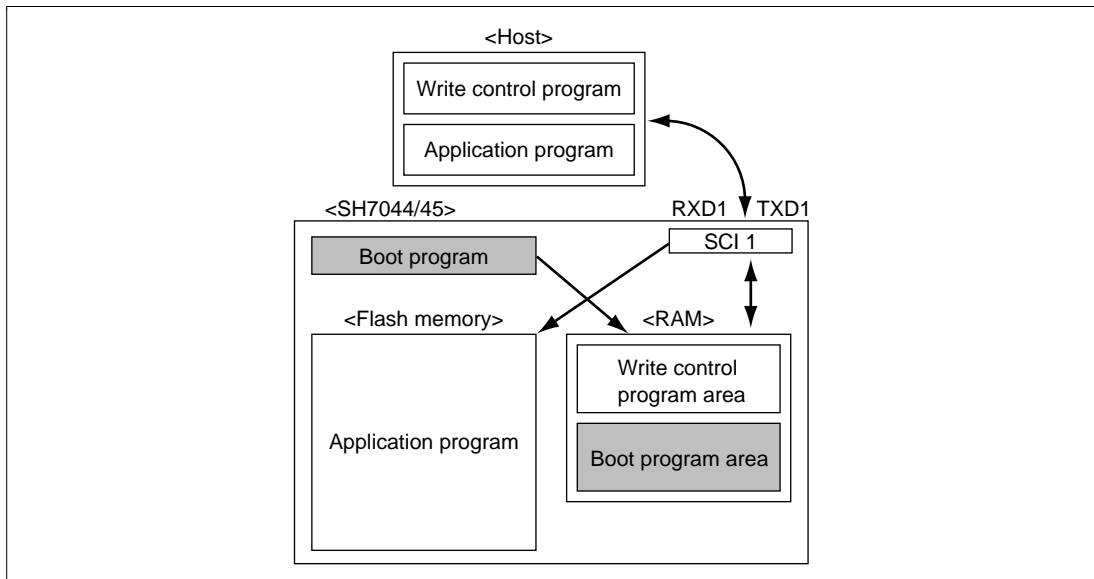 <Host>
Write control program
Application program
<SH7044/45>
RXD1
TXD1
SCI 1
Boot program
<Flash memory>
<RAM>
Write control
program area
Application program
Boot program area